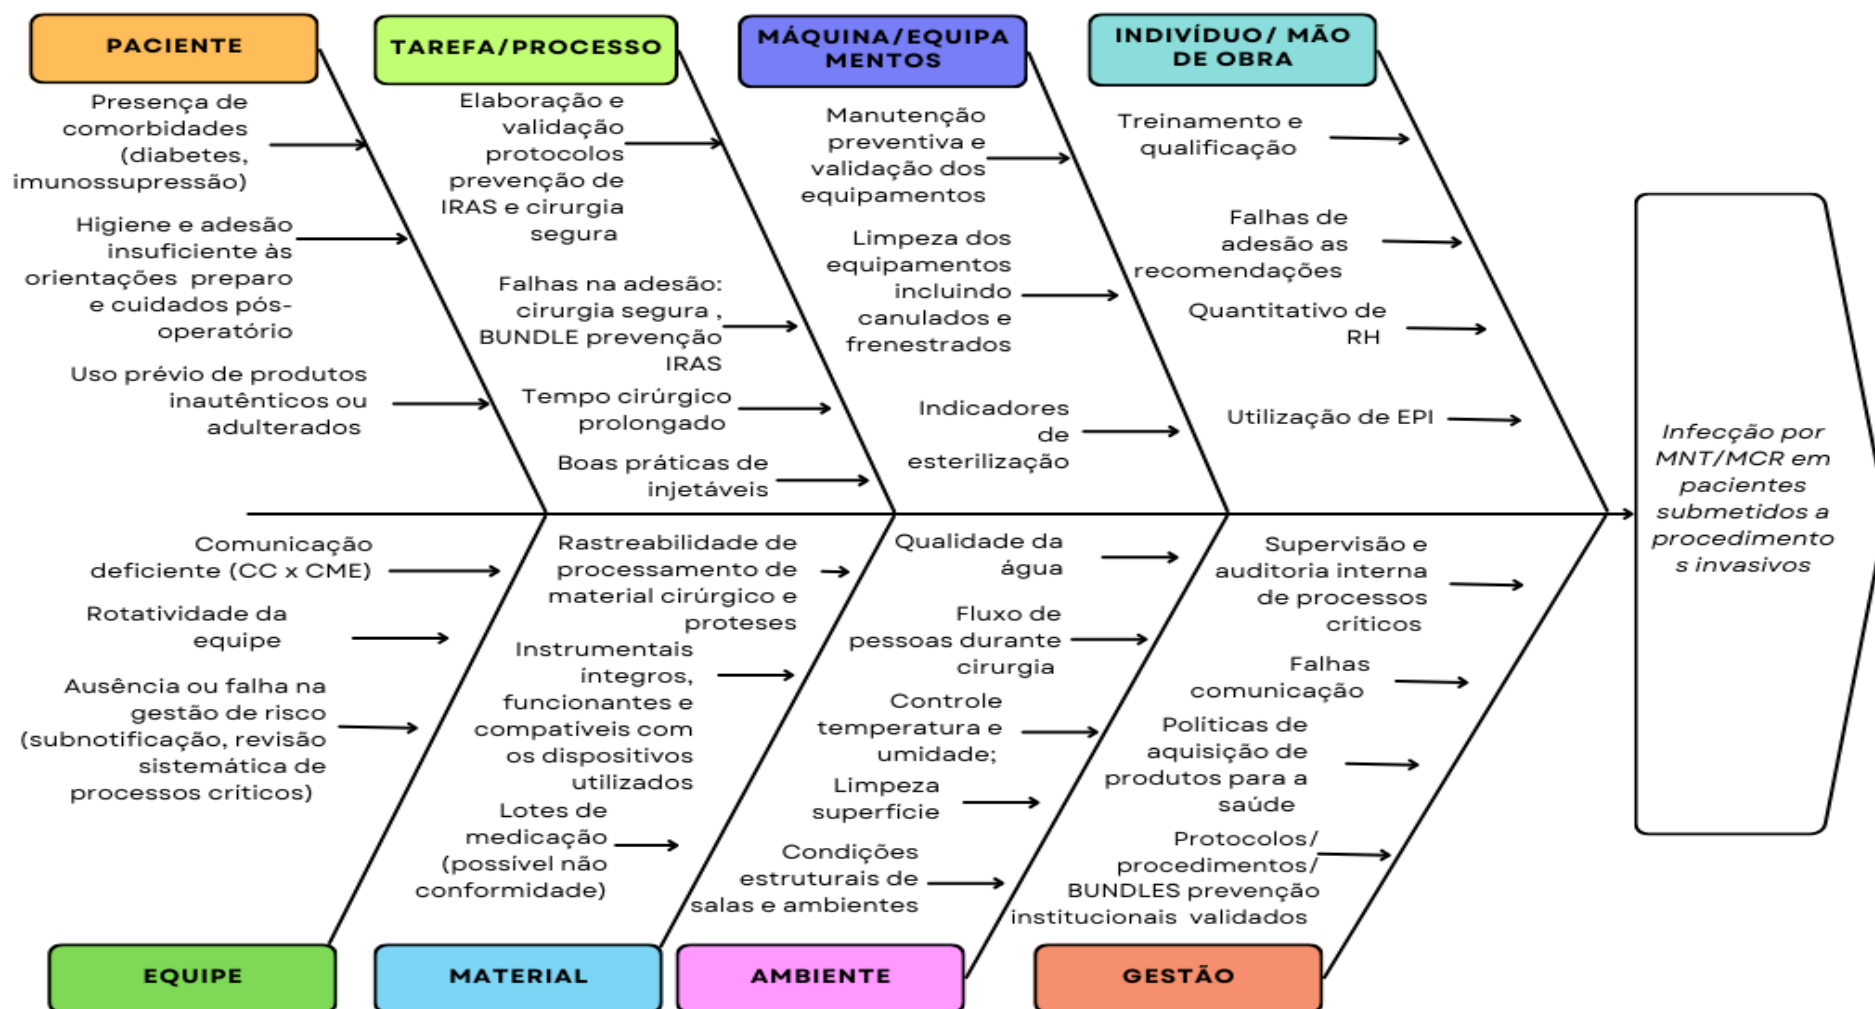 PACIENTE
Presença de
comorbidades
(diabetes,
imunossupressão)
Higiene e adesão
insuficiente às
orientações preparo
e cuidados pós-
operatório
Uso prévio de produtos
inautênticos ou
adulterados
TAREFA/PROCESSO
Elaboração e
validação
protocolos
prevenção de
IRAS e cirurgia
segura
Falhas na adesão:
cirurgia segura ,
BUNDLE prevenção
IRAS
Tempo cirúrgico
prolongado
Boas práticas de
injetáveis
MÁQUINA/EQUIPA
MENTOS
Manutenção
preventiva e
validação dos
equipamentos
Limpeza dos
equipamentos
incluindo
canulados e
frenestrados
Indicadores
de
esterilização
INDIVÍDUO/ MÃO
DE OBRA
Treinamento e
qualificação
Falhas de
adesão as
recomendações
Quantitativo de
RH
Utilização de EPI
Infecção por
MNT/MCR em
pacientes
submetidos a
procedimento
s invasivos
Comunicação
deficiente (CC x CME)
Rotatividade da
equipe
Ausência ou falha na
gestão de risco
(subnotificação, revisão
sistemática de
processos críticos)
EQUIPE
Rastreabilidade de
processamento de
material cirúrgico e
proteses
Instrumentais
íntegros,
funcionantes e
compatíveis com
os dispositivos
utilizados
Lotes de
medicação
(possível não
conformidade)
MATERIAL
Qualidade da
água
Fluxo de
pessoas durante
cirurgia
Controle
temperatura e
umidade;
Limpeza
superfície
Condições
estruturais de
salas e ambientes
AMBIENTE
Supervisão e
auditoria interna
de processos
críticos
Falhas
comunicação
Políticas de
aquisição de
produtos para a
saúde
Protocolos/
procedimentos/
BUNDLES prevenção
institucionais validados
GESTÃO